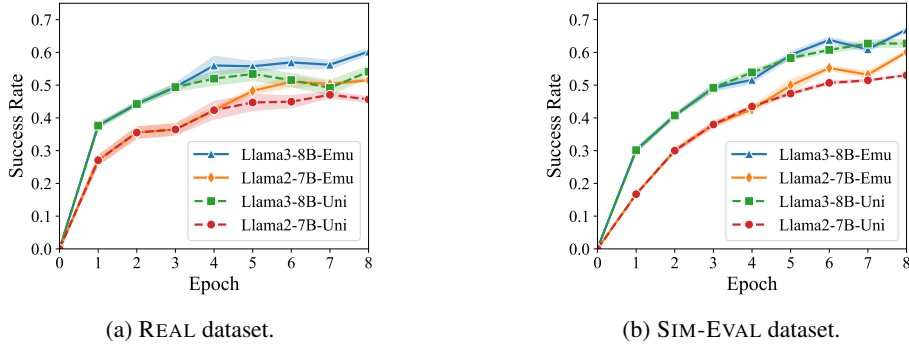 0.7
0.6
0.5
0.4
0.3
0.2
0.1
0.0
Success Rate
0 1 2 3 4 5 6 7 8
Epoch
Llama3-8B-Emu
Llama2-7B-Emu
Llama3-8B-Uni
Llama2-7B-Uni
(a) REAL dataset.
0.7
0.6
0.5
0.4
0.3
0.2
0.1
0.0
Success Rate
0 1 2 3 4 5 6 7 8
Epoch
Llama3-8B-Emu
Llama2-7B-Emu
Llama3-8B-Uni
Llama2-7B-Uni
(b) SIM-EVAL dataset.